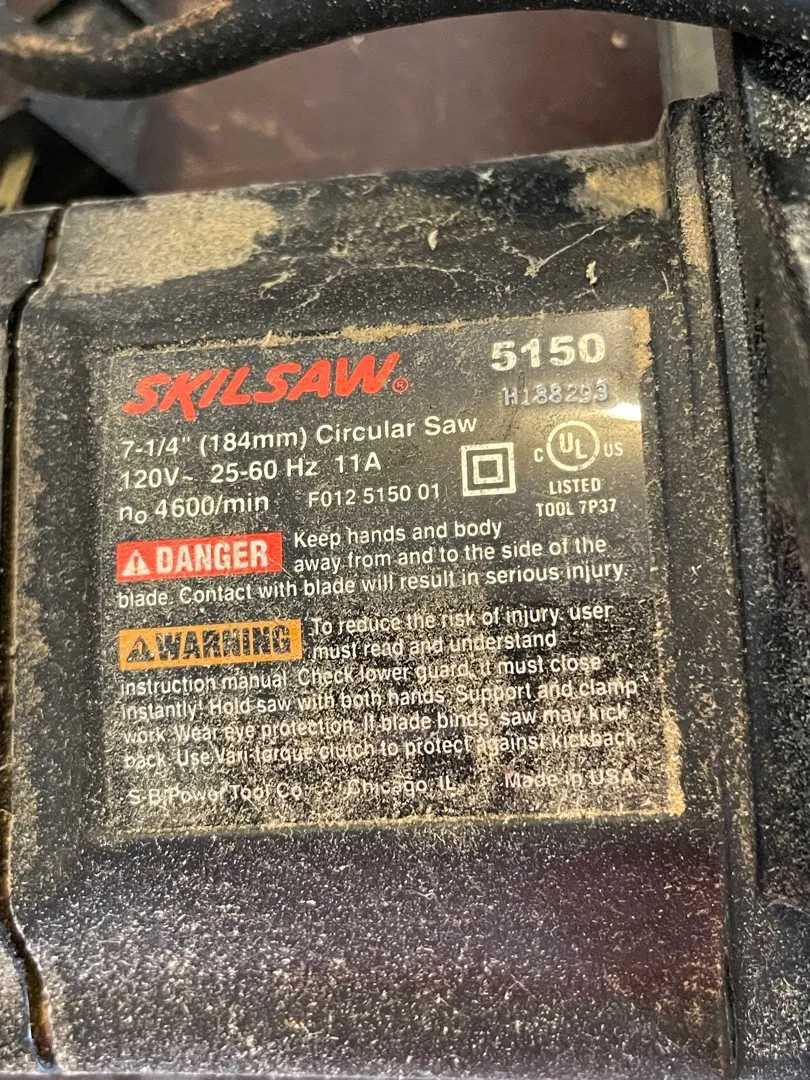 SKILSAW® 5150
H188293
7-1/4" (184mm) Circular Saw
120V~ 25-60 Hz 11A
n₀ 4600/min F012 5150 01
C UL US
LISTED
TOOL 7P37
DANGER Keep hands and body
away from and to the side of the
blade. Contact with blade will result in serious injury.
WARNING To reduce the risk of injury, user
must read and understand
instruction manual. Check lower guard, it must close
instantly! Hold saw with both hands. Support and clamp
work. Wear eye protection. If blade binds, saw may kick
back. Use Vari-torque clutch to protect against kickback.
S-B Power Tool Co. Chicago, IL Made in USA